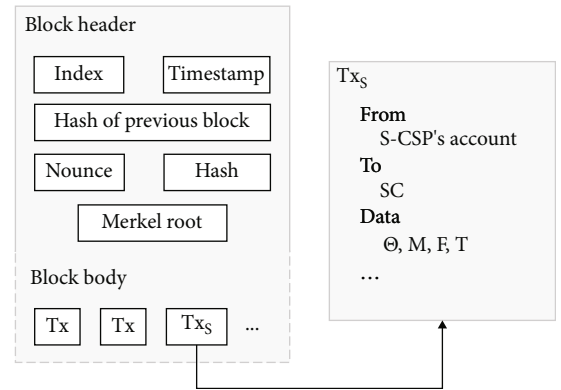 Block header
Index
Timestamp
Hash of previous block
Nounce
Hash
Merkel root
Block body
Tx
Tx
Txs
...
Txs
From
S-CSP's account
To
SC
Data
Θ, M, F, T
...